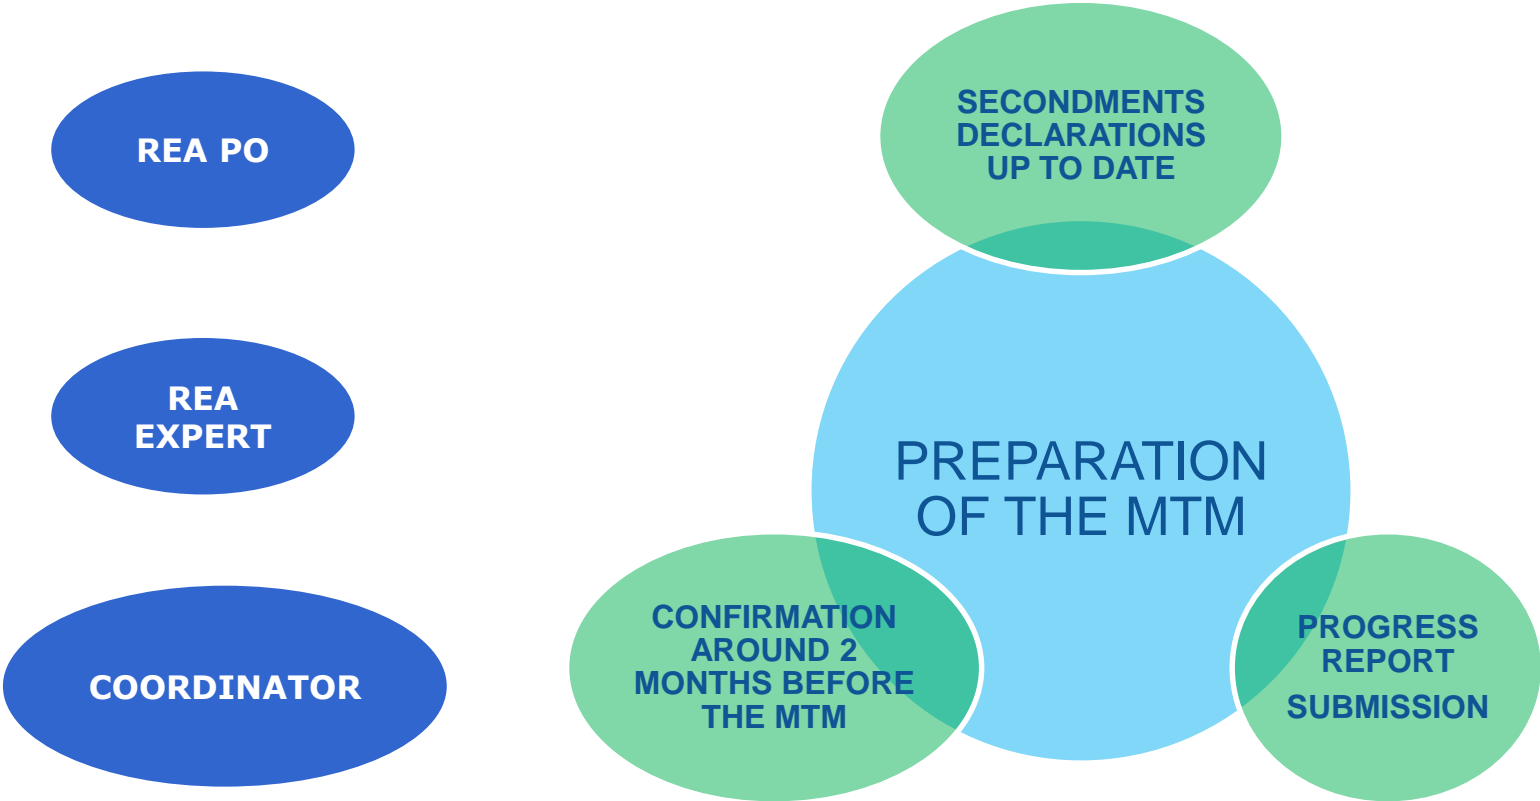 REA PO
REA
EXPERT
COORDINATOR
SECONDMENTS
DECLARATIONS
UP TO DATE
PREPARATION
OF THE MTM
CONFIRMATION
AROUND 2
MONTHS BEFORE
THE MTM
PROGRESS
REPORT
SUBMISSION